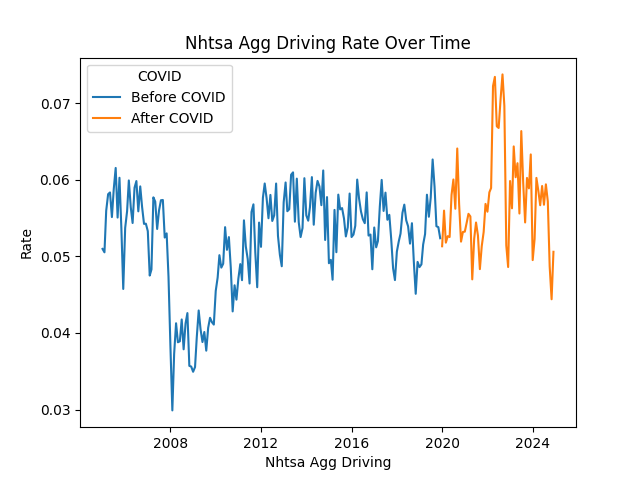 Nhtsa Agg Driving Rate Over Time
COVID
Before COVID
After COVID
0.07
0.06
0.05
0.04
0.03
Rate
2008 2012 2016 2020 2024
Nhtsa Agg Driving